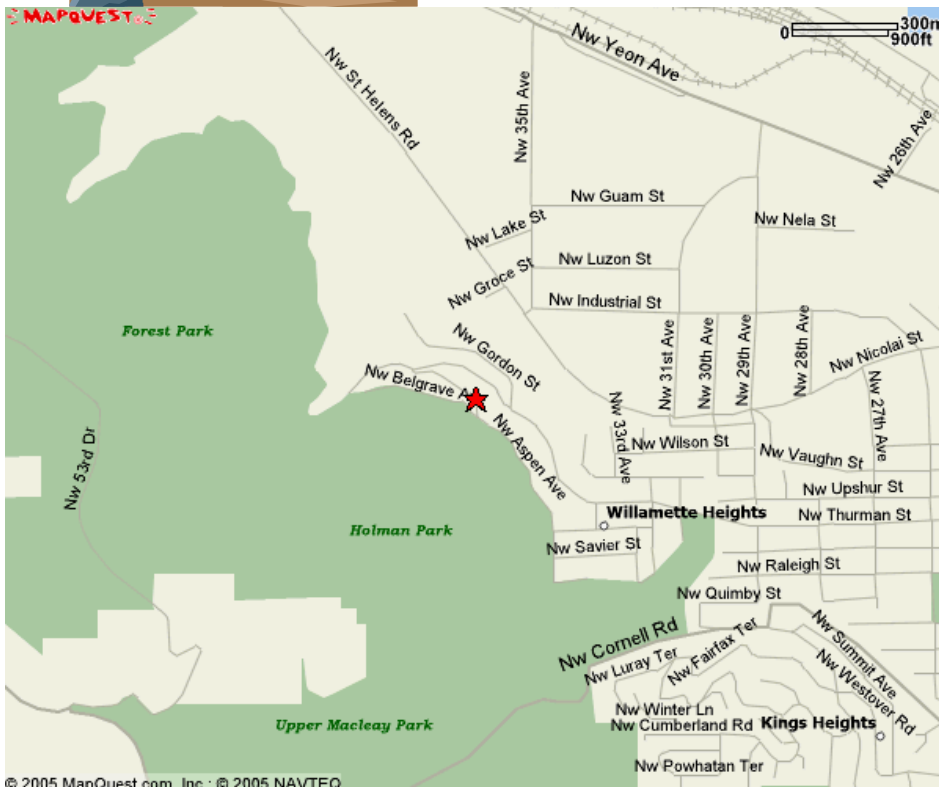 MAPQUEST
300m
0
900ft
Nw Yeon Ave
Nw St Helens Rd
Nw 35th Ave
Nw 26th Ave
Nw Guam St
Nw Lake St
Nw Nela St
Nw Luzon St
Nw Groce St
Nw Industrial St
Forest Park
Nw Gordon St
Nw 31st Ave
Nw 30th Ave
Nw 29th Ave
Nw 28th Ave
Nw Nicolai St
Nw Belgrave A
Nw 33rd Ave
Nw 27th Ave
Nw Aspen Ave
Nw Wilson St
Nw Vaughn St
Nw 53rd Dr
Nw Upshur St
Willamette Heights
Nw Thurman St
Holman Park
Nw Savier St
Nw Raleigh St
Nw Quimby St
Nw Cornell Rd
Nw Luray Ter
Nw Fairfax Ter
Nw Summit Ave
Nw Westover Rd
Nw Winter Ln
Upper Macleay Park
Nw Cumberland Rd
Kings Heights
Nw Powhatan Ter
© 2005 MapQuest.com, Inc.; © 2005 NAVTEQ